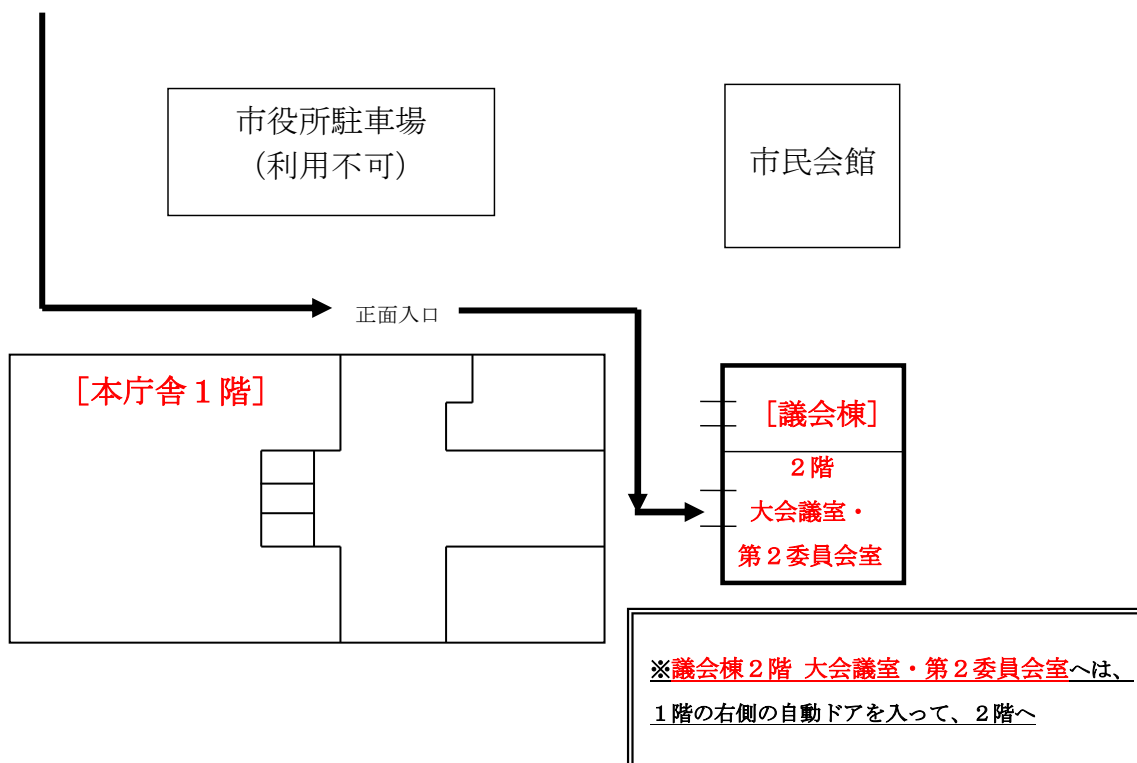 市役所駐車場
(利用不可)
市民会館
正面入口
[本庁舎1階]
[議会棟]
2階
大会議室・
第2委員会室
※議会棟2階 大会議室・第2委員会室へは、
1階の右側の自動ドアを入って、2階へ